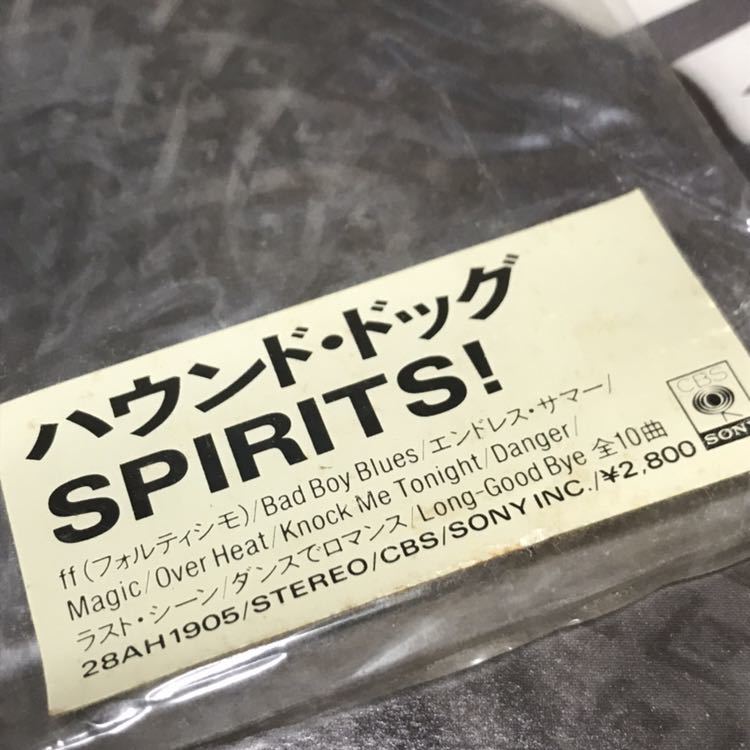 ハウンド・ドッグ
SPIRITS!
ff(フォルティシモ)/Bad Boy Blues/エンドレス・サマー/
Magic/Over Heat/Knock Me Tonight/Danger/
ラスト・シーン/ダンスでロマンス/Long-Good Bye 全10曲
28AH1905/STEREO/CBS/SONY INC./¥2,800
CBS
SONY